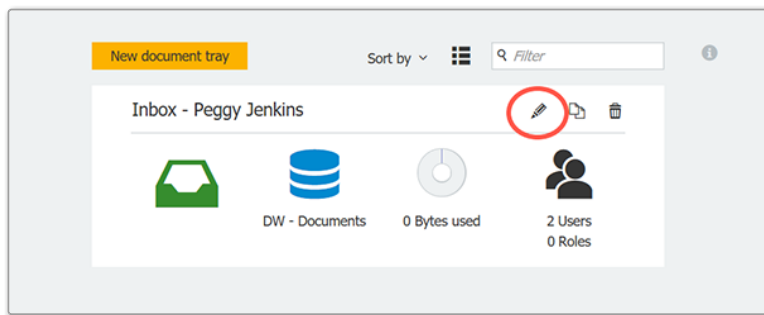 New document tray
Sort by
Filter
i
Inbox - Peggy Jenkins
DW - Documents
0 Bytes used
2 Users
0 Roles